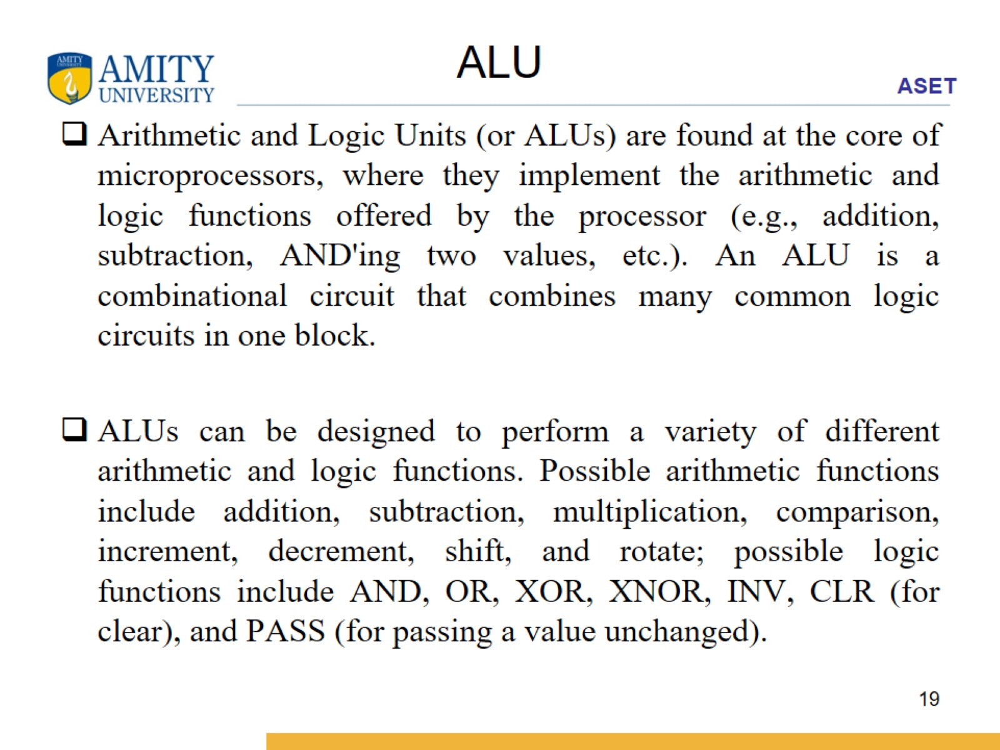 ALU
AMITY
UNIVERSITY
AMITY
UNIVERSITY
ASET
Arithmetic and Logic Units (or ALUs) are found at the core of
microprocessors, where they implement the arithmetic and
logic functions offered by the processor (e.g., addition,
subtraction, AND'ing two values, etc.). An ALU is a
combinational circuit that combines many common logic
circuits in one block.
ALUs can be designed to perform a variety of different
arithmetic and logic functions. Possible arithmetic functions
include addition, subtraction, multiplication, comparison,
increment, decrement, shift, and rotate; possible logic
functions include AND, OR, XOR, XNOR, INV, CLR (for
clear), and PASS (for passing a value unchanged).
19